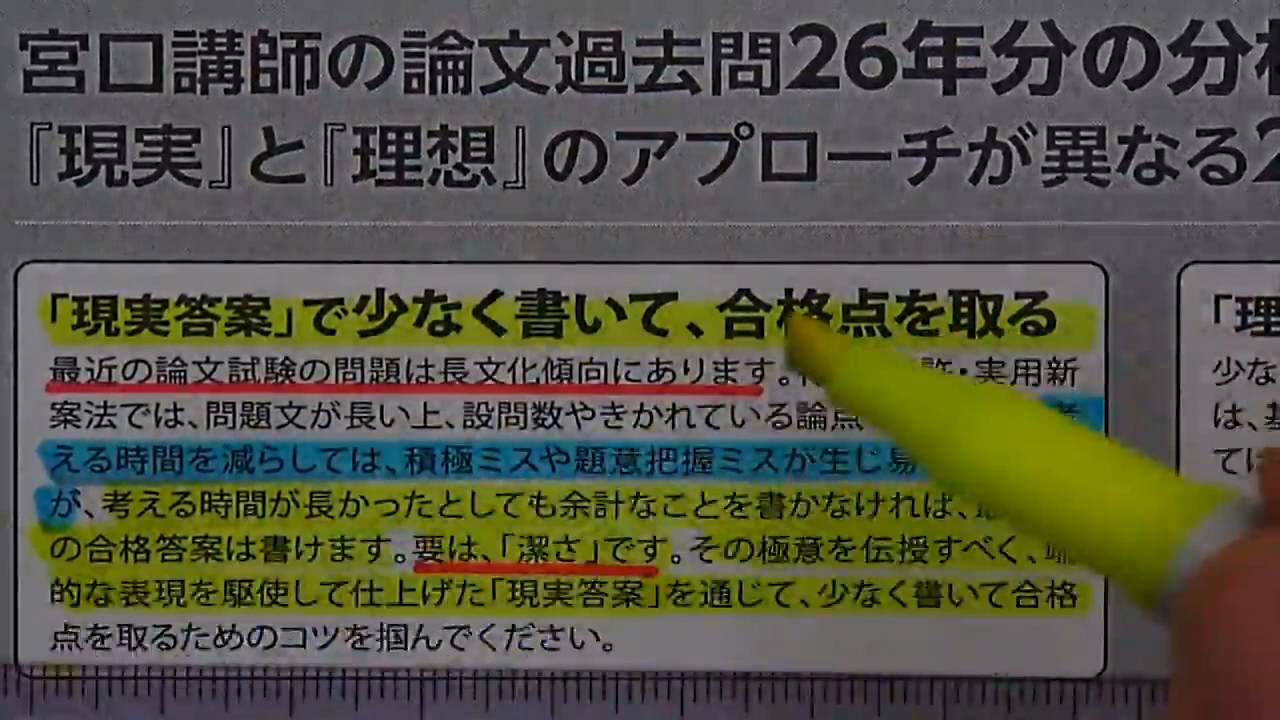 宮口講師の論文過去問26年分の分
『現実』と『理想』のアプローチが異なる2
「現実答案」で少なく書いて、合格点を取る
最近の論文試験の問題は長文化傾向にあります。 ・実用新
案法では、問題文が長い上、設問数やきかれている論点
える時間を減らしては、積極ミスや題意把握ミスが生じ易
が、考える時間が長かったとしても余計なことを書かなければ、
の合格答案は書けます。要は、「潔さ」です。その極意を伝授すべく、端
的な表現を駆使して仕上げた「現実答案」を通じて、少なく書いて合格
点を取るためのコツを掴んでください。
「理
少な
は、基
ては